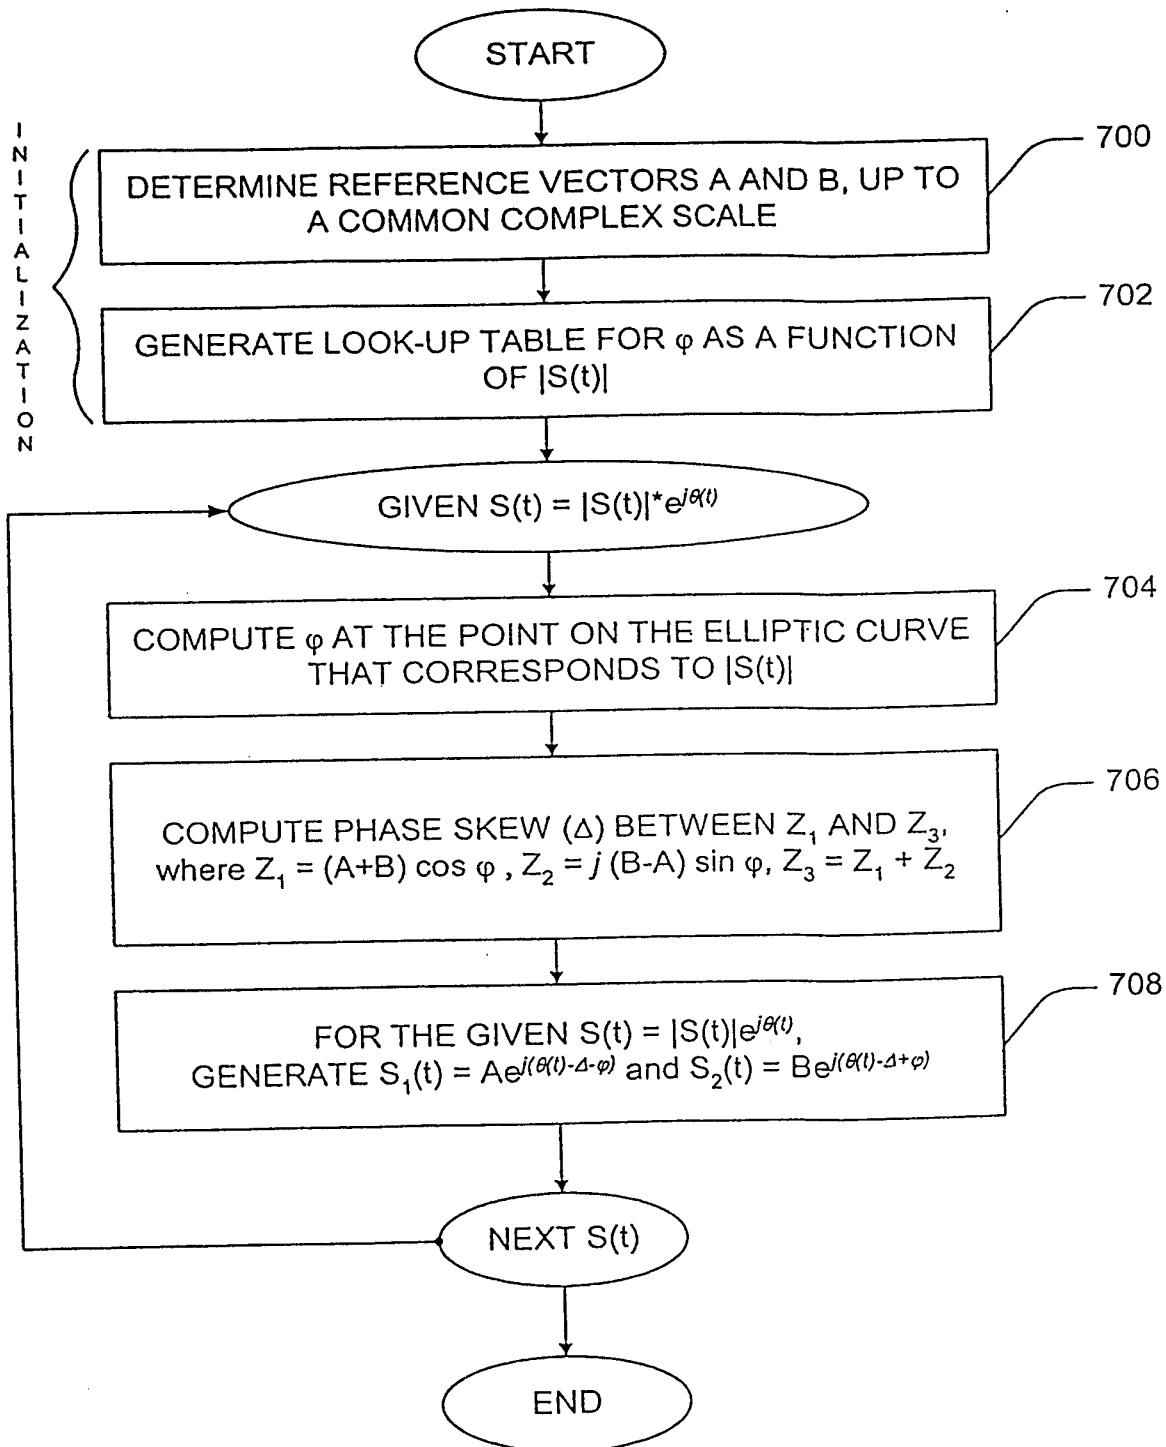 START
INITIALIZATION
700
DETERMINE REFERENCE VECTORS A AND B, UP TO
A COMMON COMPLEX SCALE
702
GENERATE LOOK-UP TABLE FOR φ AS A FUNCTION
OF |S(t)|
GIVEN S(t) = |S(t)|*e^{jθ(t)}
704
COMPUTE φ AT THE POINT ON THE ELLIPTIC CURVE
THAT CORRESPONDS TO |S(t)|
706
COMPUTE PHASE SKEW (Δ) BETWEEN Z₁ AND Z₃,
where Z₁ = (A+B) cos φ , Z₂ = j (B-A) sin φ, Z₃ = Z₁ + Z₂
708
FOR THE GIVEN S(t) = |S(t)|e^{jθ(t)},
GENERATE S₁(t) = Ae^{j(θ(t)-Δ-φ)} and S₂(t) = Be^{j(θ(t)-Δ+φ)}
NEXT S(t)
END